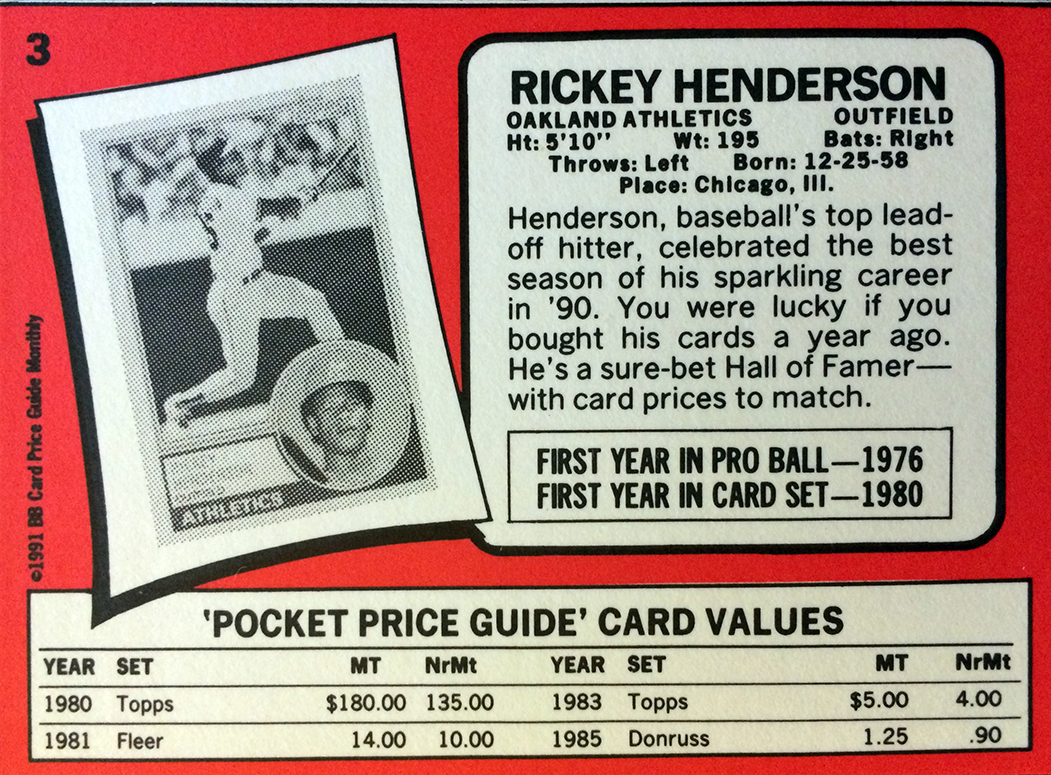 3
RICKEY HENDERSON
OAKLAND ATHLETICS OUTFIELD
Ht: 5'10'' Wt: 195 Bats: Right
Throws: Left Born: 12-25-58
Place: Chicago, Ill.
Henderson, baseball's top lead-
off hitter, celebrated the best
season of his sparkling career
in '90. You were lucky if you
bought his cards a year ago.
He's a sure-bet Hall of Famer—
with card prices to match.
FIRST YEAR IN PRO BALL—1976
FIRST YEAR IN CARD SET—1980
ATHLETICS
©1991 BB Card Price Guide Monthly
'POCKET PRICE GUIDE' CARD VALUES
YEAR SET MT NrMt YEAR SET MT NrMt
1980 Topps $180.00 135.00 1983 Topps $5.00 4.00
1981 Fleer 14.00 10.00 1985 Donruss 1.25 .90